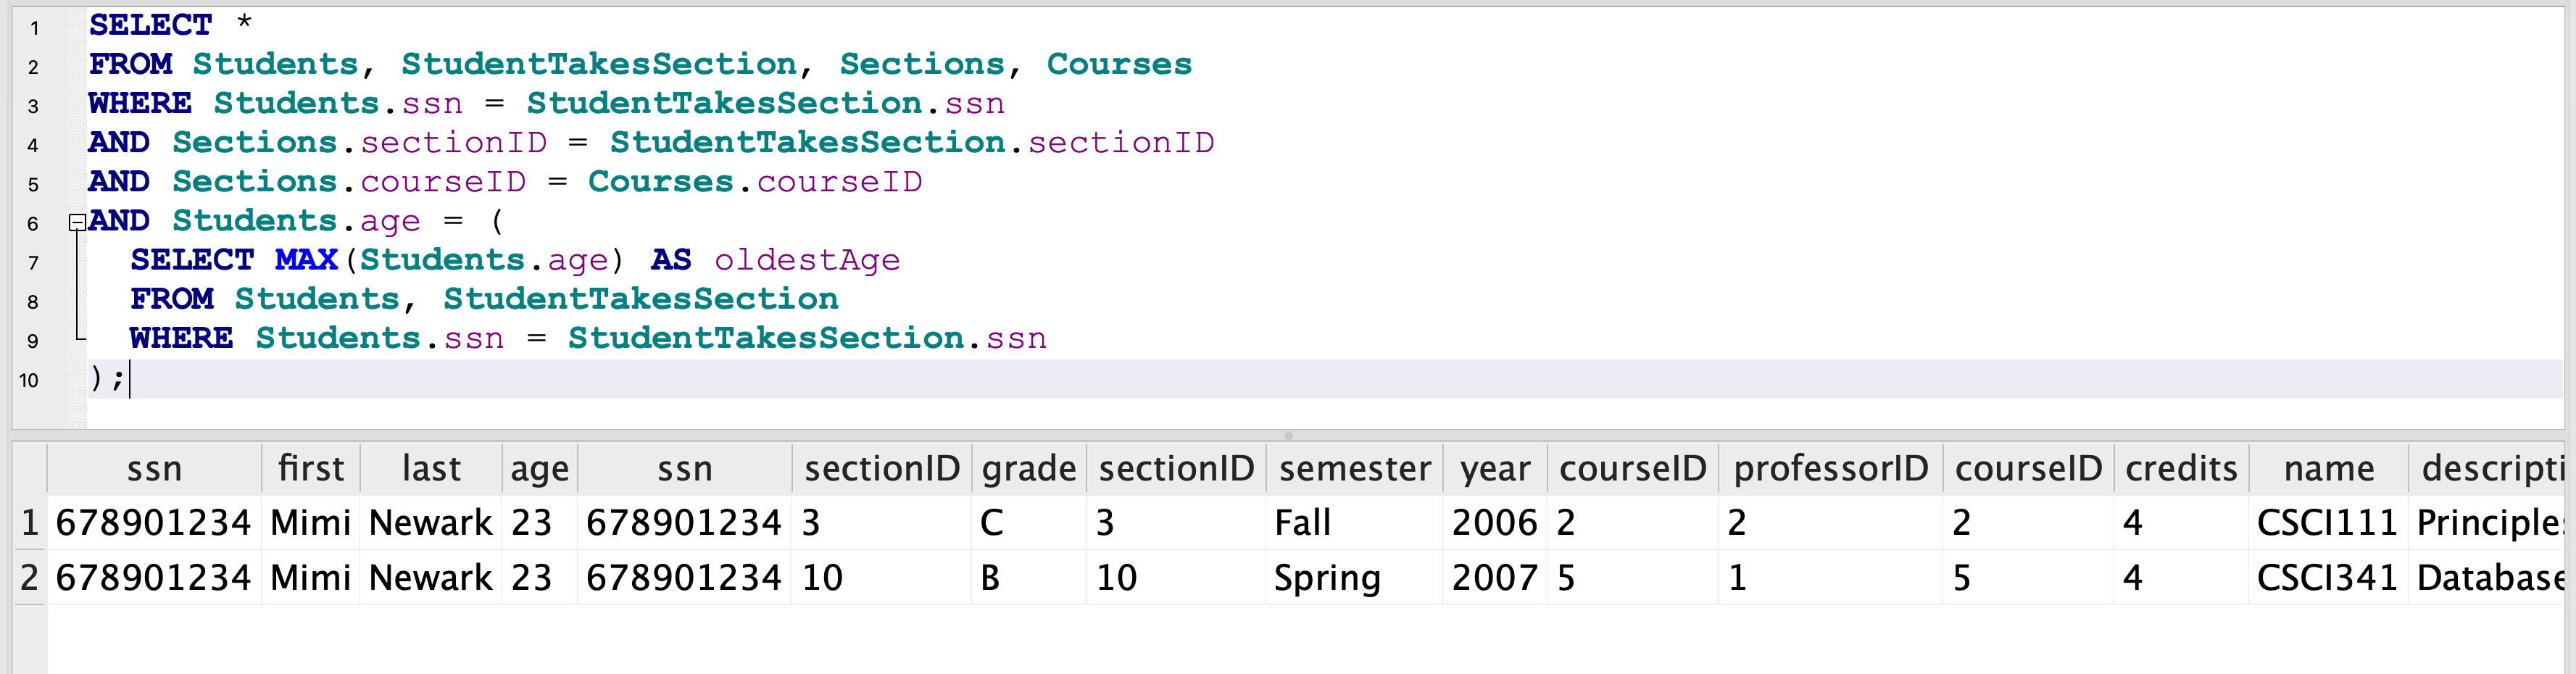 1 SELECT *
2 FROM Students, StudentTakesSection, Sections, Courses
3 WHERE Students.ssn = StudentTakesSection.ssn
4 AND Sections.sectionID = StudentTakesSection.sectionID
5 AND Sections.courseID = Courses.courseID
6 AND Students.age = (
7 SELECT MAX(Students.age) AS oldestAge
8 FROM Students, StudentTakesSection
9 WHERE Students.ssn = StudentTakesSection.ssn
10 );
ssn first last age ssn sectionID grade sectionID semester year courseID professorID courseID credits name descripti
1 678901234 Mimi Newark 23 678901234 3 C 3 Fall 2006 2 2 2 4 CSCI111 Principles
2 678901234 Mimi Newark 23 678901234 10 B 10 Spring 2007 5 1 5 4 CSCI341 Database